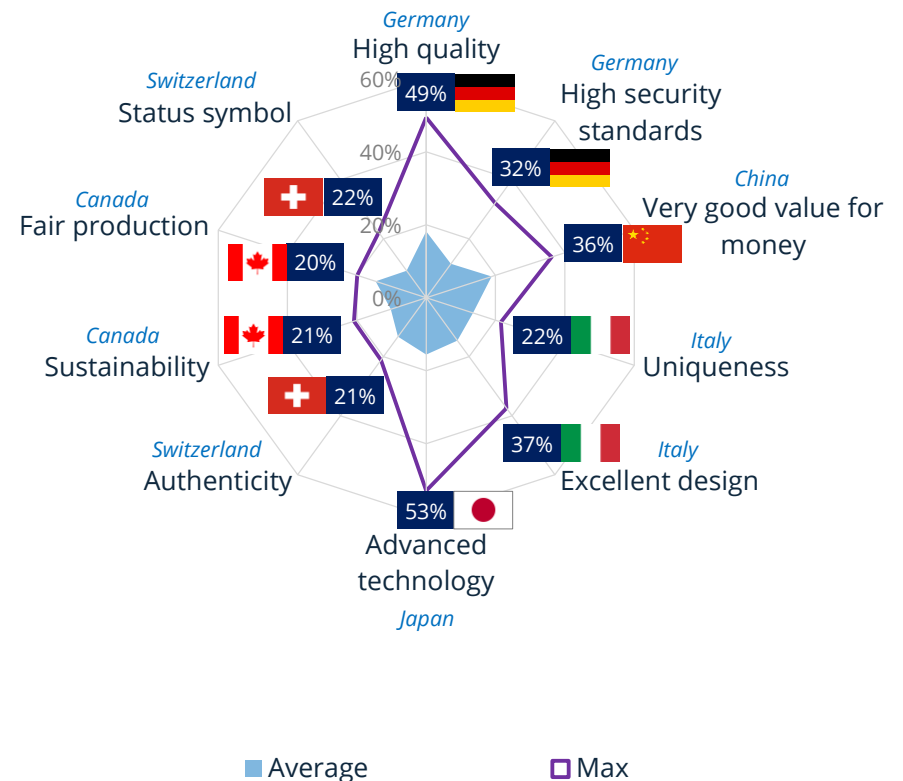 Germany
High quality
Germany
High security
standards
China
Very good value for
money
Italy
Uniqueness
Italy
Excellent design
Advanced
technology
Japan
Switzerland
Authenticity
Canada
Sustainability
Canada
Fair production
Switzerland
Status symbol
60%
40%
20%
0%
49%
32%
36%
22%
37%
53%
21%
21%
20%
22%
Average
Max